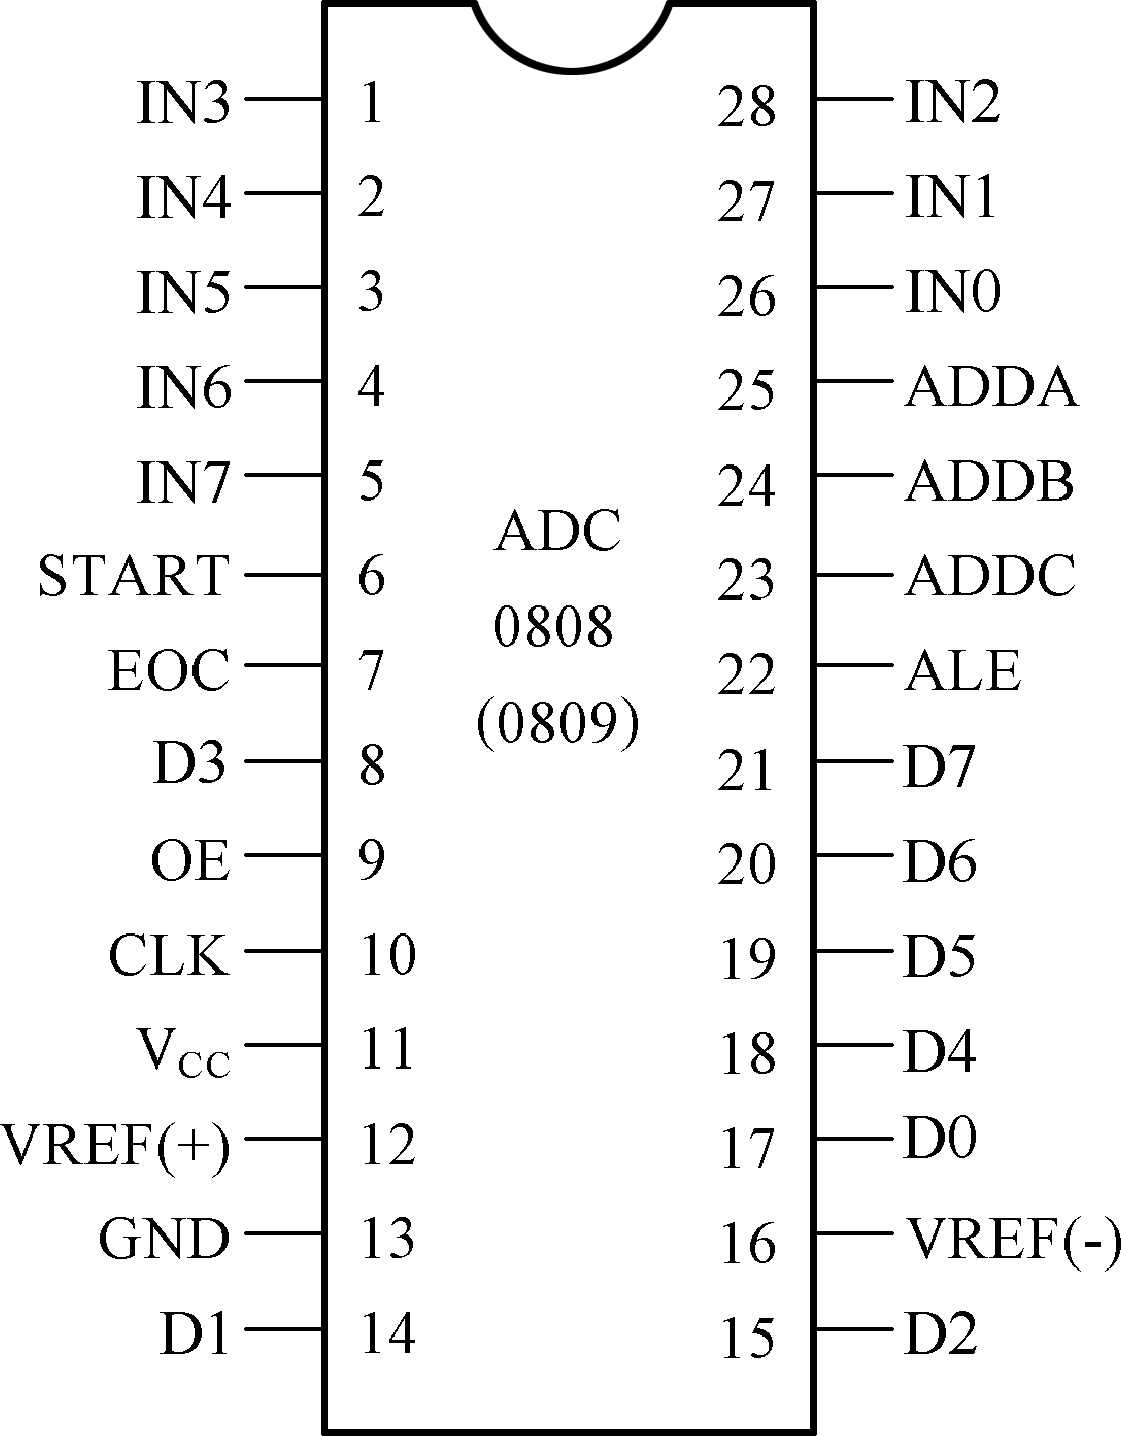 IN3 1 28 IN2
IN4 2 27 IN1
IN5 3 26 IN0
IN6 4 25 ADDA
IN7 5 24 ADDB
ADC
START 6 23 ADDC
0808
EOC 7 22 ALE
(0809)
D3 8 21 D7
OE 9 20 D6
CLK 10 19 D5
VCC 11 18 D4
VREF(+) 12 17 D0
GND 13 16 VREF(-)
D1 14 15 D2